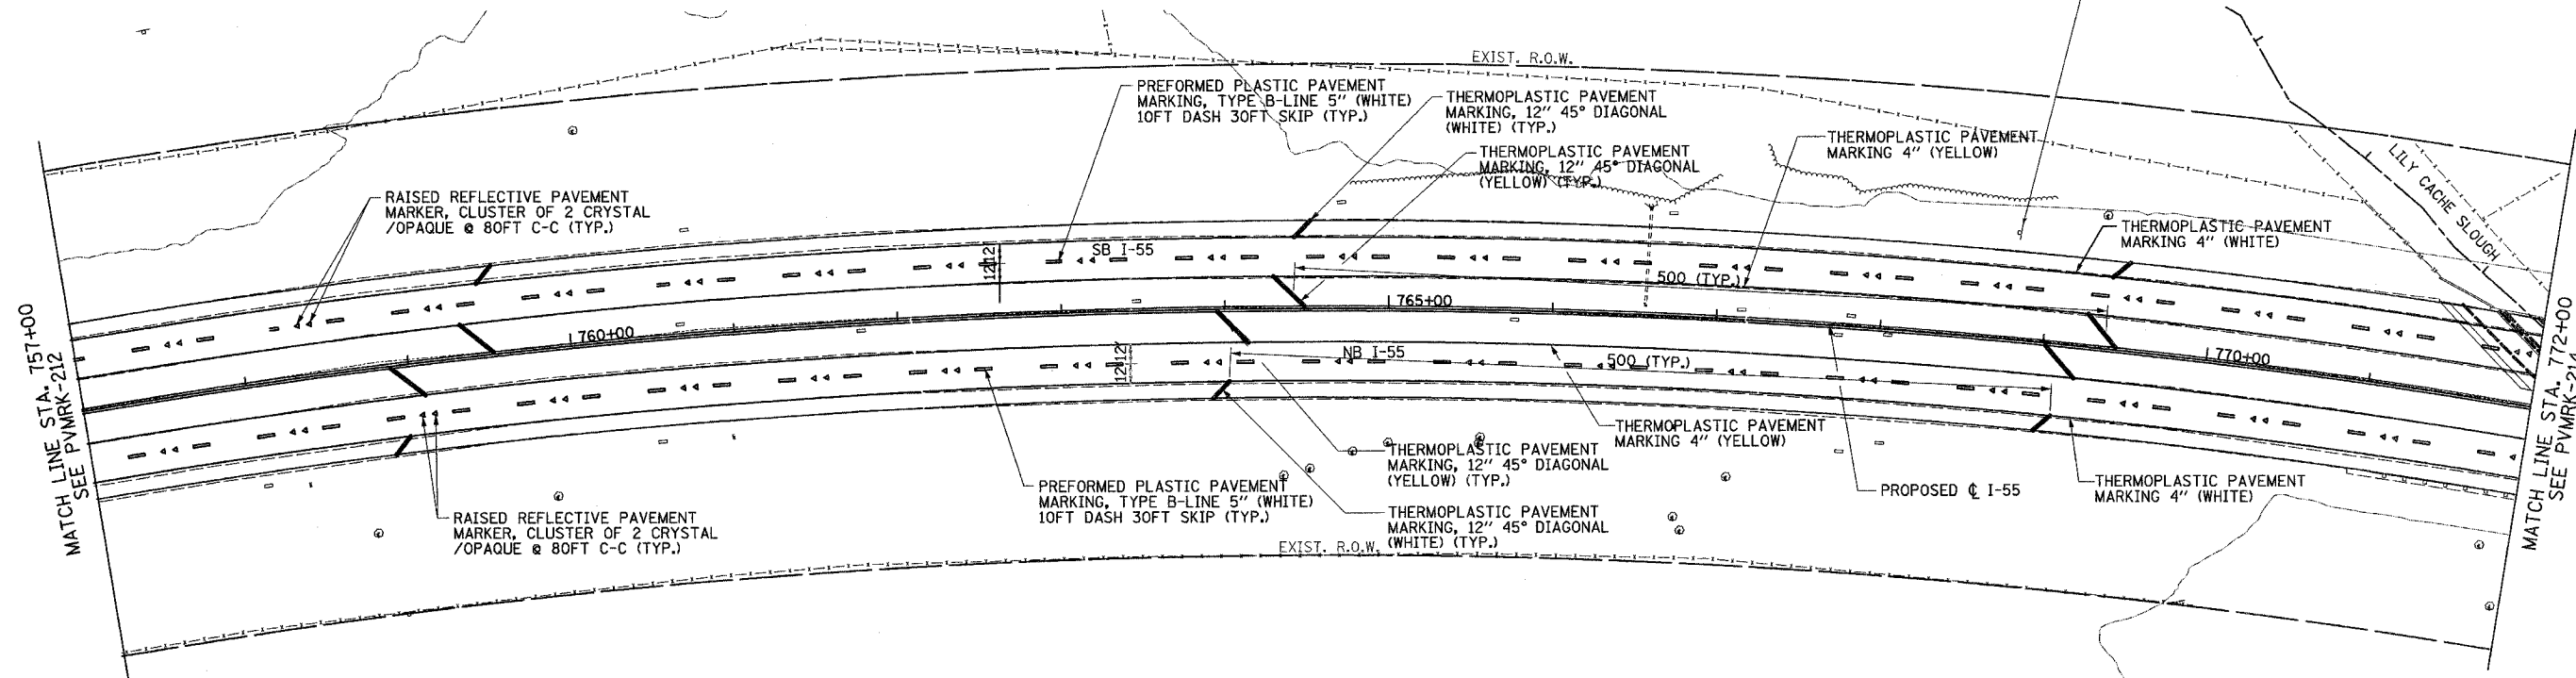 EXIST. R.O.W.
PREFORMED PLASTIC PAVEMENT
MARKING, TYPE B-LINE 5" (WHITE)
10FT DASH 30FT SKIP (TYP.)
THERMOPLASTIC PAVEMENT
MARKING, 12" 45° DIAGONAL
(WHITE) (TYP.)
THERMOPLASTIC PAVEMENT
MARKING, 12" 45° DIAGONAL
(YELLOW) (TYP.)
THERMOPLASTIC PAVEMENT
MARKING 4" (YELLOW)
LILY CACHE SLOUGH
RAISED REFLECTIVE PAVEMENT
MARKER, CLUSTER OF 2 CRYSTAL
/OPAQUE @ 80FT C-C (TYP.)
THERMOPLASTIC PAVEMENT
MARKING 4" (WHITE)
SB I-55
12'
12'
500 (TYP.)
765+00
760+00
NB I-55
12'
12'
500 (TYP.)
770+00
MATCH LINE STA. 757+00
SEE PVMRK-212
MATCH LINE STA. 772+00
SEE PVMRK-214
THERMOPLASTIC PAVEMENT
MARKING 4" (YELLOW)
THERMOPLASTIC PAVEMENT
MARKING, 12" 45° DIAGONAL
(YELLOW) (TYP.)
PREFORMED PLASTIC PAVEMENT
MARKING, TYPE B-LINE 5" (WHITE)
10FT DASH 30FT SKIP (TYP.)
PROPOSED ℄ I-55
THERMOPLASTIC PAVEMENT
MARKING 4" (WHITE)
RAISED REFLECTIVE PAVEMENT
MARKER, CLUSTER OF 2 CRYSTAL
/OPAQUE @ 80FT C-C (TYP.)
THERMOPLASTIC PAVEMENT
MARKING, 12" 45° DIAGONAL
(WHITE) (TYP.)
EXIST. R.O.W.